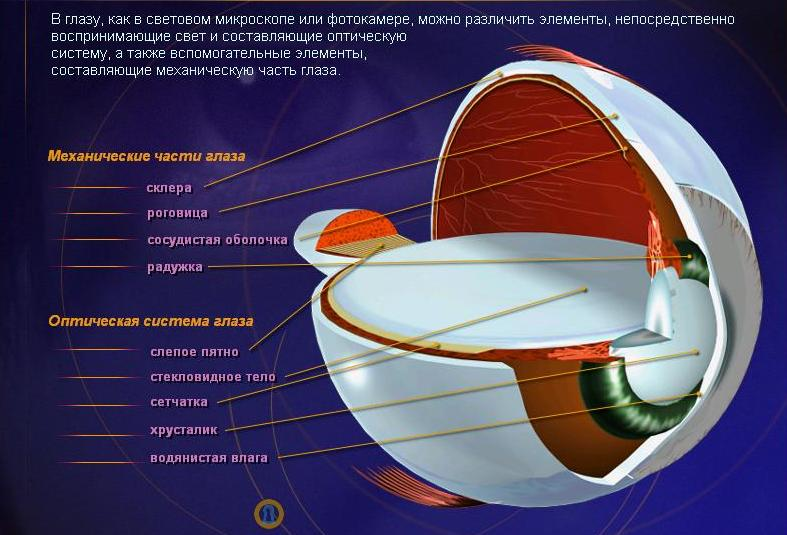 В глазу, как в световом микроскопе или фотокамере, можно различить элементы, непосредственно
воспринимающие свет и составляющие оптическую
систему, а также вспомогательные элементы,
составляющие механическую часть глаза.
Механические части глаза
склера
роговица
сосудистая оболочка
радужка
Оптическая система глаза
слепое пятно
стекловидное тело
сетчатка
хрусталик
водянистая влага